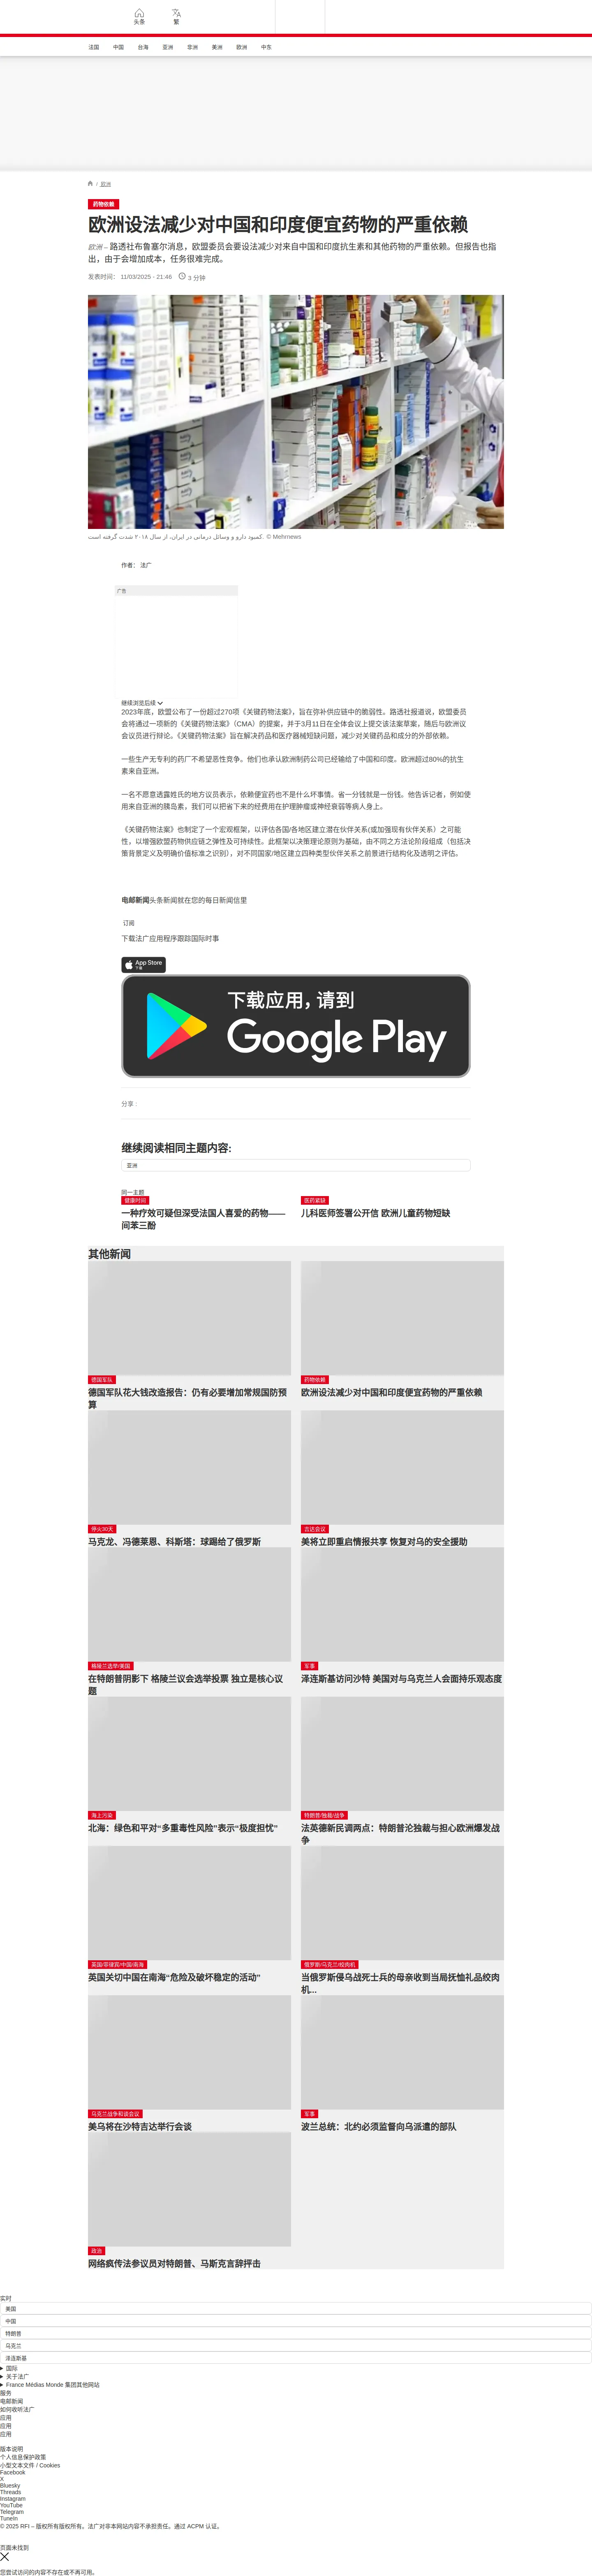 头条
繁
法国 中国 台海 亚洲 非洲 美洲 欧洲 中东
/ 欧洲
药物依赖
欧洲设法减少对中国和印度便宜药物的严重依赖
欧洲 – 路透社布鲁塞尔消息，欧盟委员会要设法减少对来自中国和印度抗生素和其他药物的严重依赖。但报告也指
出，由于会增加成本，任务很难完成。
发表时间： 11/03/2025 - 21:46 3 分钟
کمبود دارو و وسائل درمانی در ایران، از سال ۲۰۱۸ شدت گرفته است. © Mehrnews
作者： 法广
广告
继续浏览后续
2023年底，欧盟公布了一份超过270项《关键药物法案》，旨在弥补供应链中的脆弱性。路透社报道说，欧盟委员
会将通过一项新的《关键药物法案》（CMA）的提案，并于3月11日在全体会议上提交该法案草案，随后与欧洲议
会议员进行辩论。《关键药物法案》旨在解决药品和医疗器械短缺问题，减少对关键药品和成分的外部依赖。
一些生产无专利的药厂不希望恶性竞争。他们也承认欧洲制药公司已经输给了中国和印度。欧洲超过80%的抗生
素来自亚洲。
一名不愿意透露姓氏的地方议员表示，依赖便宜药也不是什么坏事情。省一分钱就是一份钱。他告诉记者，例如使
用来自亚洲的胰岛素，我们可以把省下来的经费用在护理肿瘤或神经衰弱等病人身上。
《关键药物法案》也制定了一个宏观框架，以评估各国/各地区建立潜在伙伴关系(或加强现有伙伴关系）之可能
性，以增强欧盟药物供应链之弹性及可持续性。此框架以决策理论原则为基础，由不同之方法论阶段组成（包括决
策背景定义及明确价值标准之识别），对不同国家/地区建立四种类型伙伴关系之前景进行结构化及透明之评估。
电邮新闻头条新闻就在您的每日新闻信里
订阅
下载法广应用程序跟踪国际时事
App Store
下载
下载应用，请到
Google Play
分享 :
继续阅读相同主题内容:
亚洲
同一主题
健康时间
一种疗效可疑但深受法国人喜爱的药物——
间苯三酚
医药紧缺
儿科医师签署公开信 欧洲儿童药物短缺
其他新闻
德国军队
德国军队花大钱改造报告：仍有必要增加常规国防预
算
药物依赖
欧洲设法减少对中国和印度便宜药物的严重依赖
停火30天
马克龙、冯德莱恩、科斯塔：球踢给了俄罗斯
吉达会议
美将立即重启情报共享 恢复对乌的安全援助
格陵兰选举/美国
在特朗普阴影下 格陵兰议会选举投票 独立是核心议
题
军事
泽连斯基访问沙特 美国对与乌克兰人会面持乐观态度
海上污染
北海：绿色和平对“多重毒性风险”表示“极度担忧”
特朗普/独裁/战争
法英德新民调两点：特朗普沦独裁与担心欧洲爆发战
争
英国/菲律宾/中国/南海
英国关切中国在南海“危险及破坏稳定的活动”
俄罗斯/乌克兰/绞肉机
当俄罗斯侵乌战死士兵的母亲收到当局抚恤礼品绞肉
机...
乌克兰战争和谈会议
美乌将在沙特吉达举行会谈
军事
波兰总统：北约必须监督向乌派遣的部队
政治
网络疯传法参议员对特朗普、马斯克言辞抨击
实时
美国
中国
特朗普
乌克兰
泽连斯基
国际
关于法广
France Médias Monde 集团其他网站
服务
电邮新闻
如何收听法广
应用
应用
应用
版本说明
个人信息保护政策
小型文本文件 / Cookies
Facebook
X
Bluesky
Threads
Instagram
YouTube
Telegram
TuneIn
© 2025 RFI – 版权所有版权所有。法广对非本网站内容不承担责任。通过 ACPM 认证。
页面未找到
您尝试访问的内容不存在或不再可用。